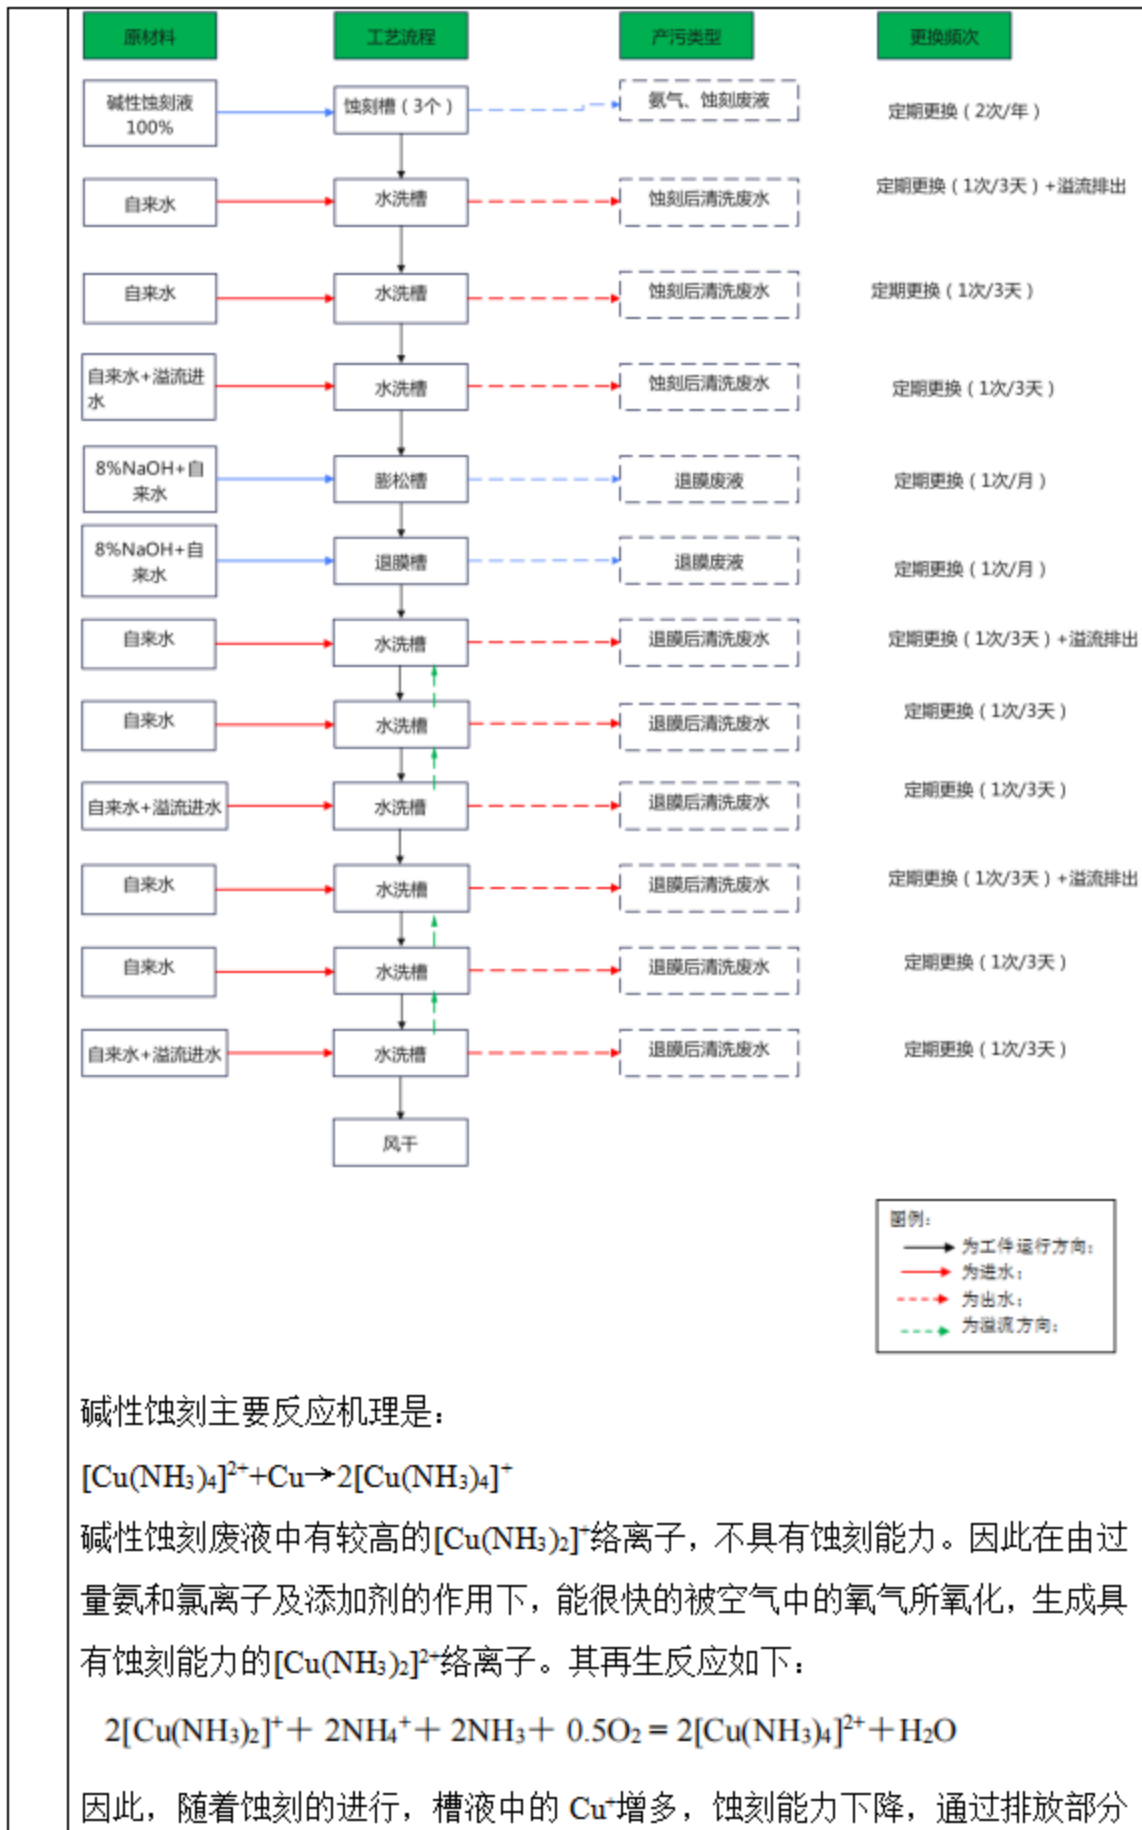 原材料 工艺流程 产污类型 更换频次
碱性蚀刻液
100%
蚀刻槽（3个） 氨气、蚀刻废液 定期更换（2次/年）
自来水 水洗槽 蚀刻后清洗废水 定期更换（1次/3天）+溢流排出
自来水 水洗槽 蚀刻后清洗废水 定期更换（1次/3天）
自来水+溢流进
水
水洗槽 蚀刻后清洗废水 定期更换（1次/3天）
8%NaOH+自
来水
膨松槽 退膜废液 定期更换（1次/月）
8%NaOH+自
来水
退膜槽 退膜废液 定期更换（1次/月）
自来水 水洗槽 退膜后清洗废水 定期更换（1次/3天）+溢流排出
自来水 水洗槽 退膜后清洗废水 定期更换（1次/3天）
自来水+溢流进水 水洗槽 退膜后清洗废水 定期更换（1次/3天）
自来水 水洗槽 退膜后清洗废水 定期更换（1次/3天）+溢流排出
自来水 水洗槽 退膜后清洗废水 定期更换（1次/3天）
自来水+溢流进水 水洗槽 退膜后清洗废水 定期更换（1次/3天）
风干
图例：
为工件运行方向；
为进水；
为出水；
为溢流方向；
碱性蚀刻主要反应机理是：
[Cu(NH₃)₄]²⁺+Cu→2[Cu(NH₃)₄]⁺
碱性蚀刻废液中有较高的[Cu(NH₃)₂]⁺络离子，不具有蚀刻能力。因此在由过
量氨和氯离子及添加剂的作用下，能很快的被空气中的氧气所氧化，生成具
有蚀刻能力的[Cu(NH₃)₂]²⁺络离子。其再生反应如下：
2[Cu(NH₃)₂]⁺＋ 2NH₄⁺＋ 2NH₃＋ 0.5O₂＝ 2[Cu(NH₃)₄]²⁺＋H₂O
因此，随着蚀刻的进行，槽液中的 Cu⁺增多，蚀刻能力下降，通过排放部分